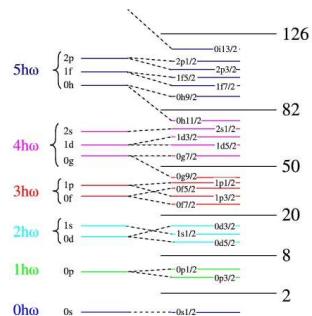 126
0i13/2
2p1/2
2p
2p3/2
5hω
1f
1f5/2
0h
1f7/2
0h9/2
82
0h11/2
2s
2s1/2
1d3/2
4hω
1d
1d5/2
0g
0g7/2
50
0g9/2
1p
1p1/2
3hω
0f5/2
0f
1p3/2
0f7/2
20
1s
0d3/2
2hω
1s1/2
0d
0d5/2
8
1hω
0p
0p1/2
0p3/2
2
0hω
0s
0s1/2